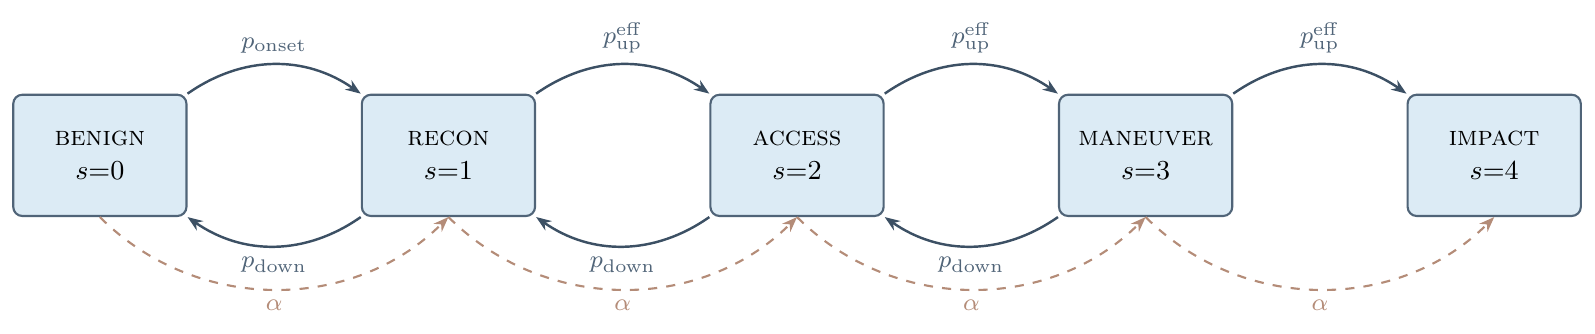 p_onset
p_up^eff
p_up^eff
p_up^eff
BENIGN
s=0
RECON
s=1
ACCESS
s=2
MANEUVER
s=3
IMPACT
s=4
p_down
p_down
p_down
α
α
α
α